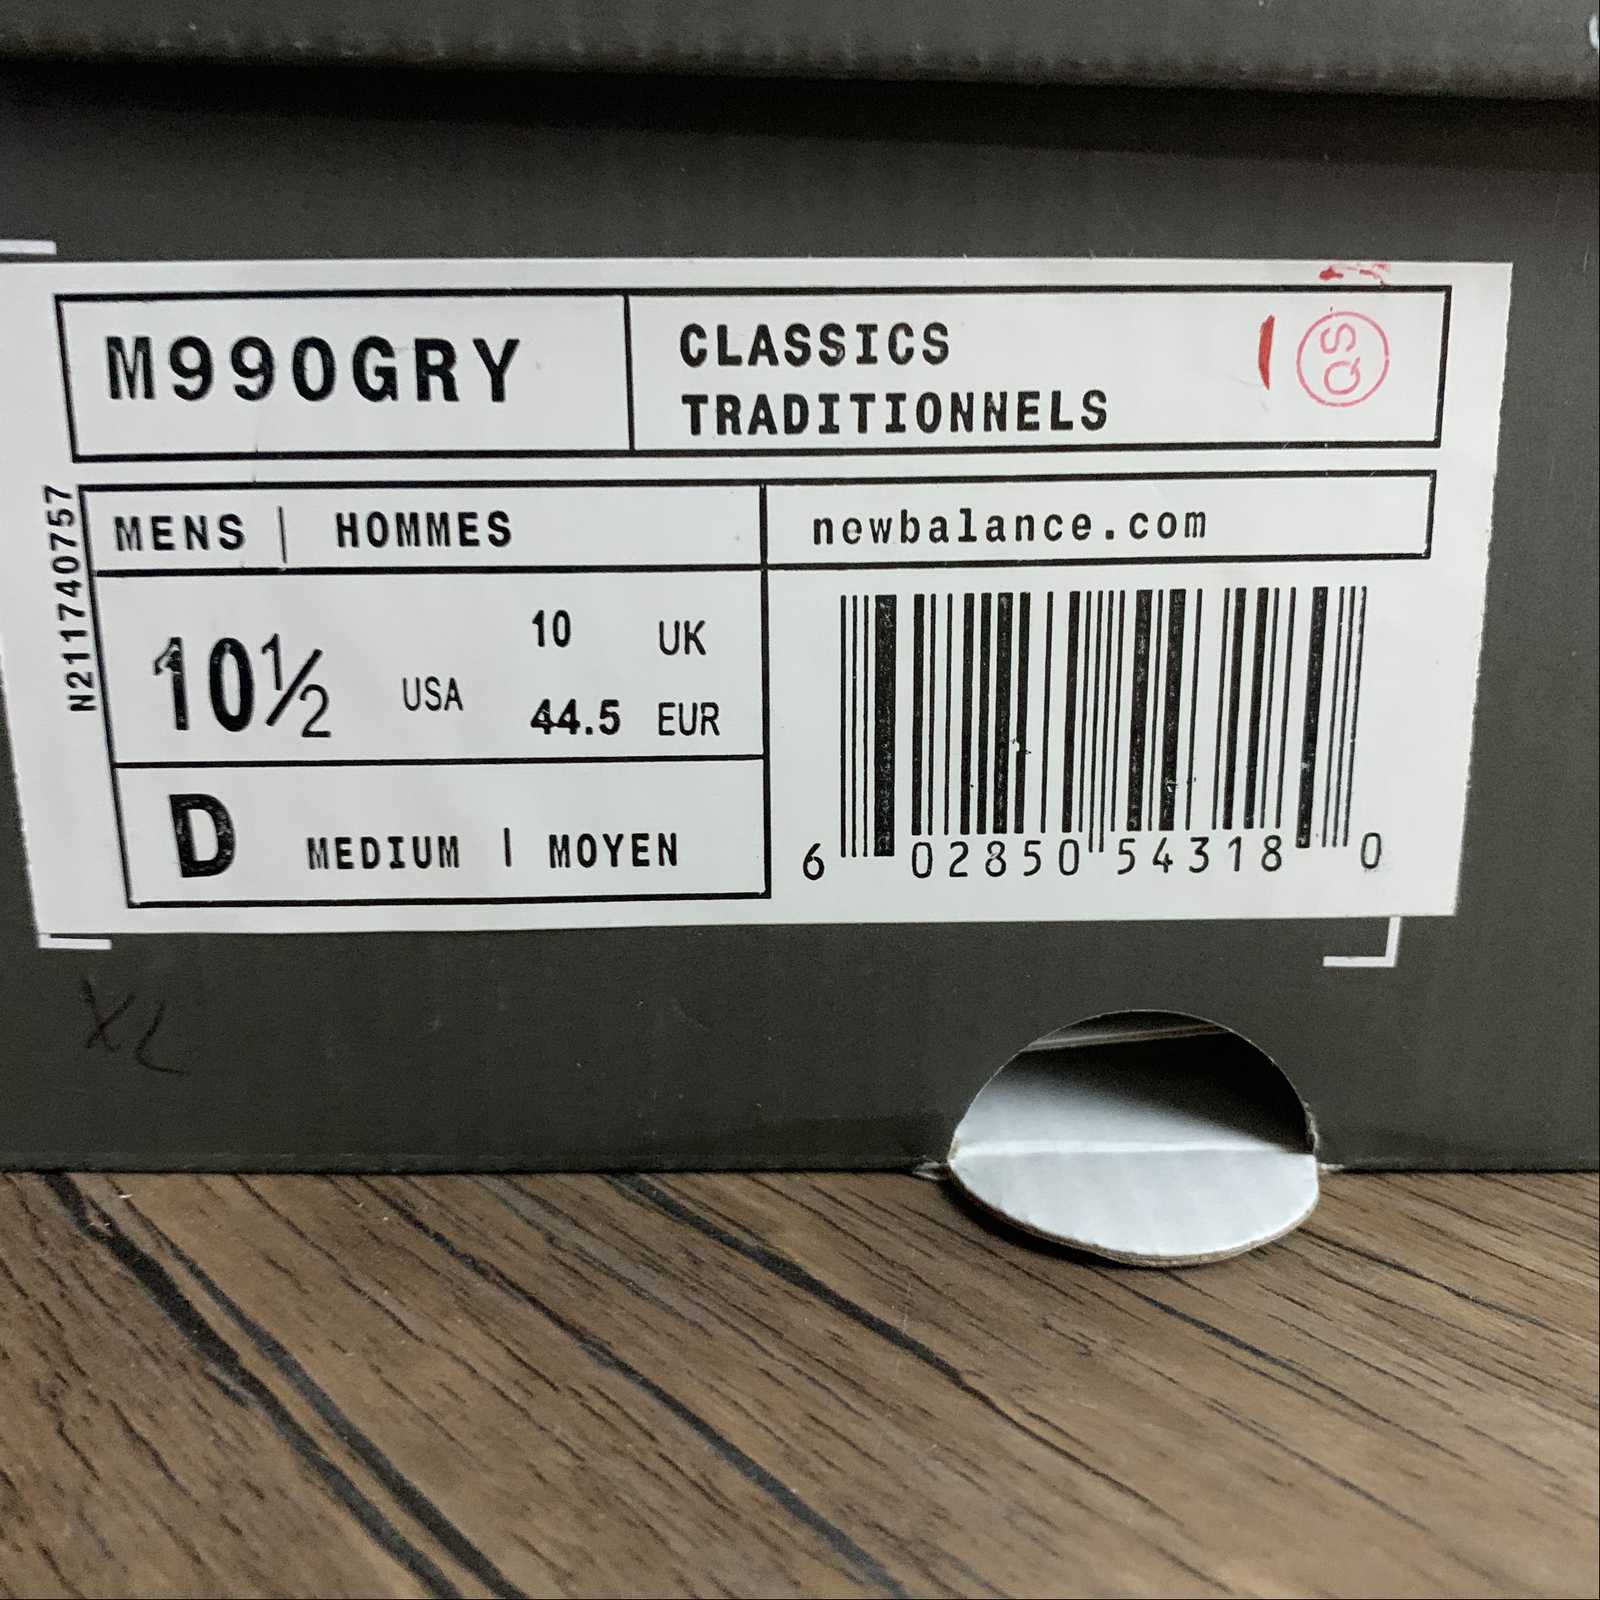 M990GRY
CLASSICS
TRADITIONNELS
QS
N2117740757
MENS | HOMMES
newbalance.com
10½ USA
10 UK
44.5 EUR
D MEDIUM | MOYEN
6 02850 54318 0
XL